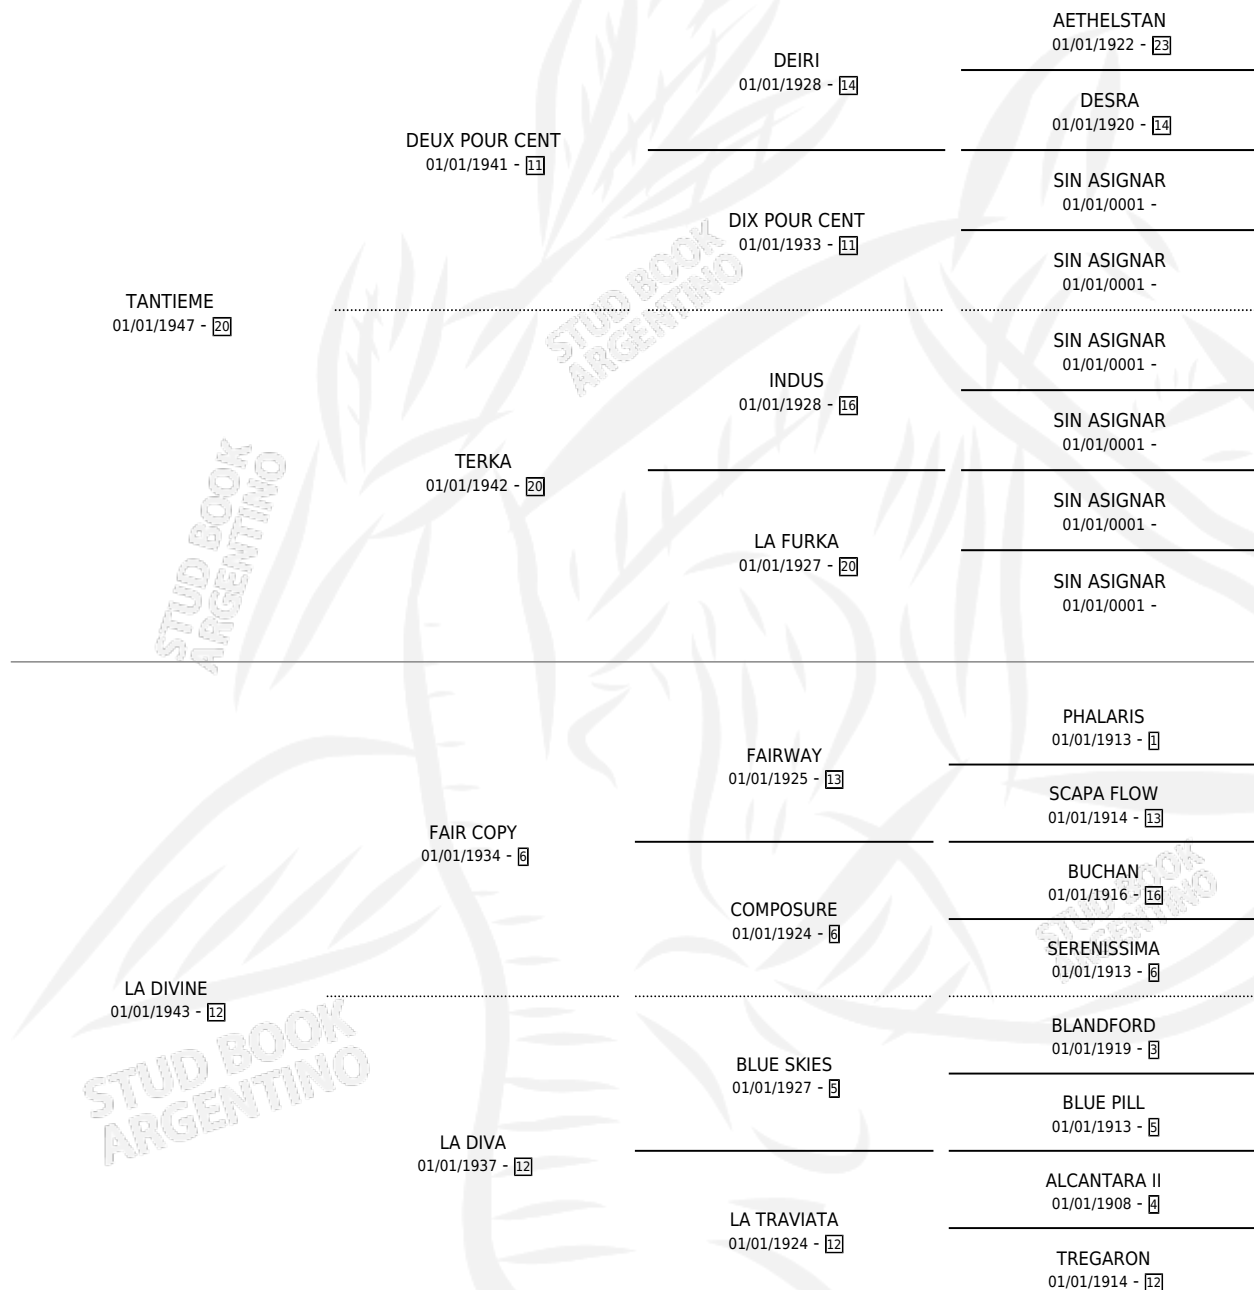 AETHELSTAN
01/01/1922 - 23
DEIRI
01/01/1928 - 14
DESRA
01/01/1920 - 14
DEUX POUR CENT
01/01/1941 - 11
SIN ASIGNAR
01/01/0001 -
DIX POUR CENT
01/01/1933 - 11
SIN ASIGNAR
01/01/0001 -
TANTIEME
01/01/1947 - 20
STUD BOOK
ARGENTINO
SIN ASIGNAR
01/01/0001 -
INDUS
01/01/1928 - 16
SIN ASIGNAR
01/01/0001 -
TERKA
01/01/1942 - 20
SIN ASIGNAR
01/01/0001 -
LA FURKA
01/01/1927 - 20
SIN ASIGNAR
01/01/0001 -
STUD BOOK
ARGENTINO
PHALARIS
01/01/1913 - 1
FAIRWAY
01/01/1925 - 13
SCAPA FLOW
01/01/1914 - 13
FAIR COPY
01/01/1934 - 6
BUCHAN
01/01/1916 - 16
STUD BOOK
ARGENTINO
COMPOSURE
01/01/1924 - 6
SERENISSIMA
01/01/1913 - 6
LA DIVINE
01/01/1943 - 12
STUD BOOK
ARGENTINO
BLANDFORD
01/01/1919 - 3
BLUE SKIES
01/01/1927 - 5
BLUE PILL
01/01/1913 - 5
LA DIVA
01/01/1937 - 12
ALCANTARA II
01/01/1908 - 4
LA TRAVIATA
01/01/1924 - 12
TREGARON
01/01/1914 - 12